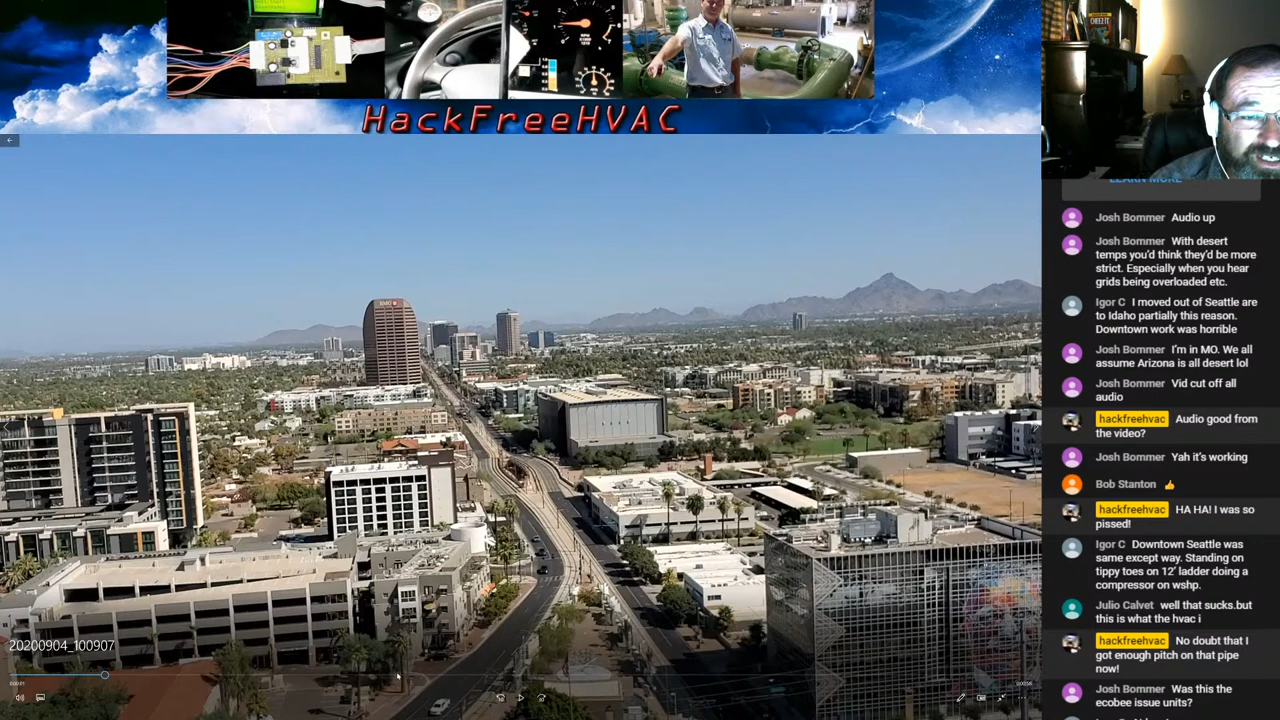 HackFreeHVAC
BMO
20200904_100907
LEARN MORE
Josh Bommer Audio up
Josh Bommer With desert
temps you'd think they'd be more
strict. Especially when you hear
grids being overloaded etc.
Igor C I moved out of Seattle are
to Idaho partially this reason.
Downtown work was horrible
Josh Bommer I'm in MO. We all
assume Arizona is all desert lol
Josh Bommer Vid cut off all
audio
hackfreehvac Audio good from
the video?
Josh Bommer Yah it's working
Bob Stanton 👍
hackfreehvac HA HA! I was so
pissed!
Igor C Downtown Seattle was
same except way. Standing on
tippy toes on 12' ladder doing a
compressor on wshp.
Julio Calvet well that sucks.but
this is what the hvac i
hackfreehvac No doubt that I
got enough pitch on that pipe
now!
Josh Bommer Was this the
ecobee issue units?